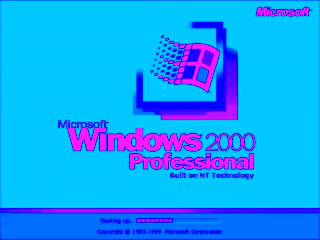 Microsoft
Microsoft
Windows 2000
Professional
Built on NT Technology
Starting up...
Copyright © 1985-1999 Microsoft Corporation